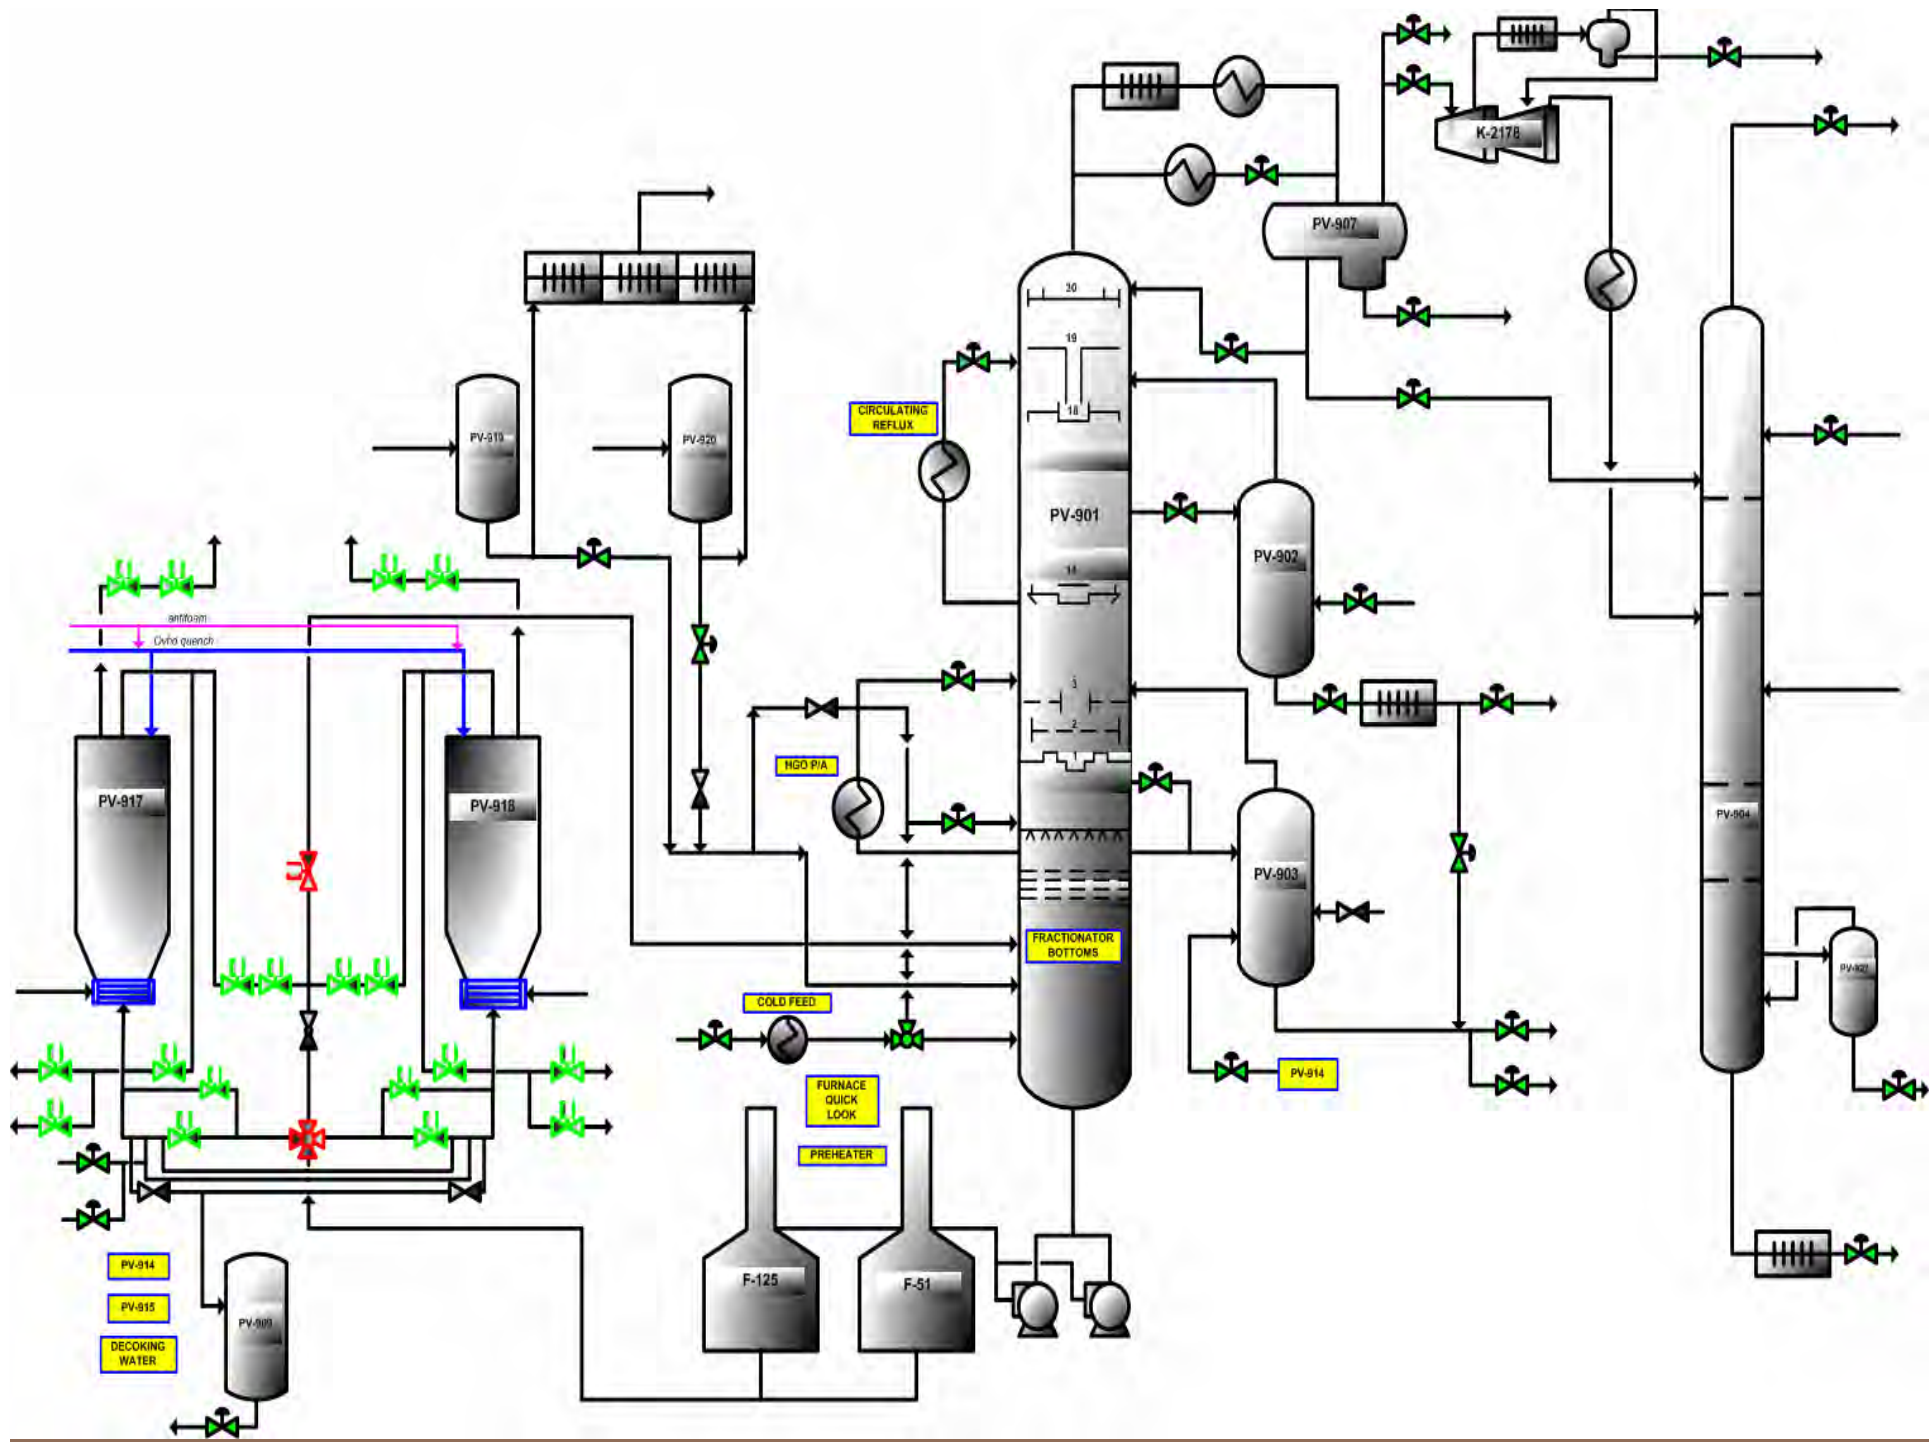 K-2178
PV-907
30
19
CIRCULATING
REFLUX
18
PV-919
PV-920
PV-901
PV-902
14
antifoam
Ovhd quench
3
2
1
HGO P/A
PV-917
PV-918
PV-904
PV-903
FRACTIONATOR
BOTTOMS
COLD FEED
PV-914
FURNACE
QUICK
LOOK
PREHEATER
PV-914
F-125
F-51
PV-915
PV-909
DECOKING
WATER